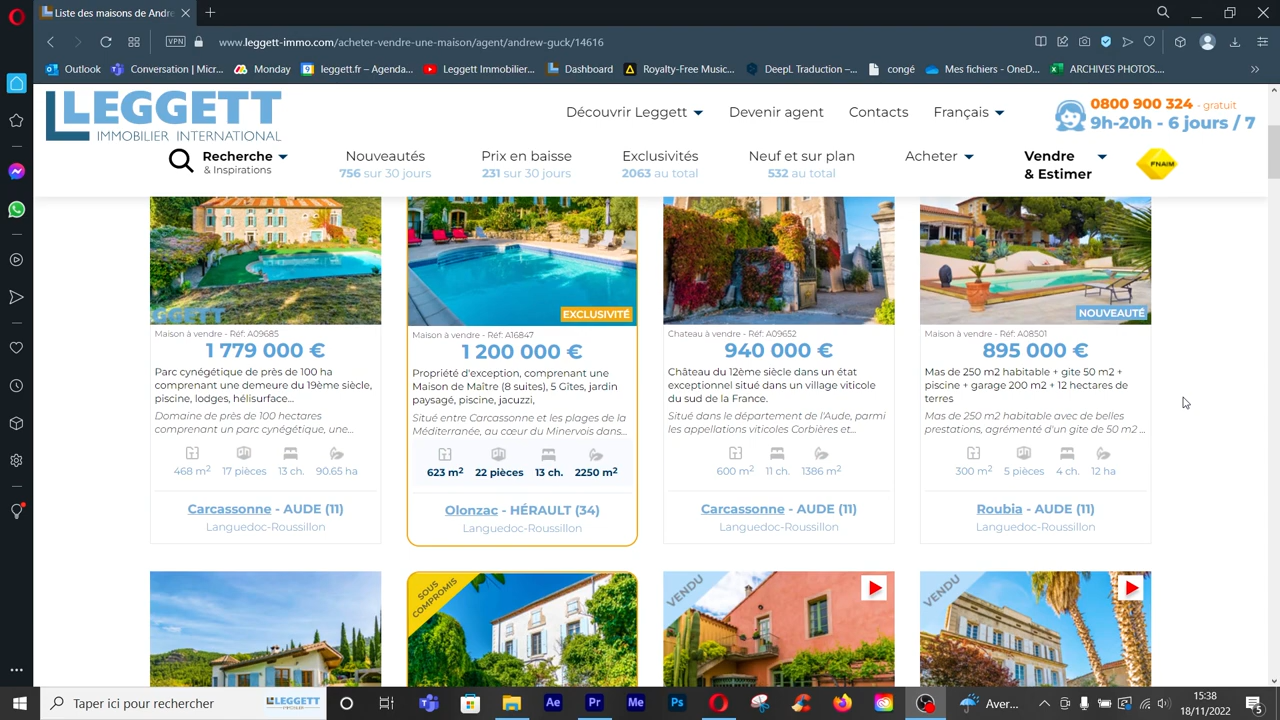 Liste des maisons de Andre
VPN
www.leggett-immo.com/acheter-vendre-une-maison/agent/andrew-guck/14616
Outlook
Conversation | Micr...
Monday
leggett.fr – Agenda...
Leggett Immobilier...
Dashboard
Royalty-Free Music...
DeepL Traduction –...
congé
Mes fichiers - OneD...
ARCHIVES PHOTOS....
LEGGETT
IMMOBILIER INTERNATIONAL
Découvrir Leggett
Devenir agent
Contacts
Français
0800 900 324 - gratuit
9h-20h - 6 jours / 7
Recherche
& Inspirations
Nouveautés
756 sur 30 jours
Prix en baisse
231 sur 30 jours
Exclusivités
2063 au total
Neuf et sur plan
532 au total
Acheter
Vendre
& Estimer
FNAIM
LEGGETT
Maison à vendre - Réf: A09685
1 779 000 €
Parc cynégétique de près de 100 ha
comprenant une demeure du 19ème siècle,
piscine, lodges, hélisurface...
Domaine de près de 100 hectares
comprenant un parc cynégétique, une...
468 m² 17 pièces 13 ch. 90.65 ha
Carcassonne - AUDE (11)
Languedoc-Roussillon
EXCLUSIVITÉ
Maison à vendre - Réf: A16847
1 200 000 €
Propriété d'exception, comprenant une
Maison de Maître (8 suites), 5 Gîtes, jardin
paysagé, piscine, jacuzzi,
Situé entre Carcassonne et les plages de la
Méditerranée, au cœur du Minervois dans...
623 m² 22 pièces 13 ch. 2250 m²
Olonzac - HÉRAULT (34)
Languedoc-Roussillon
Chateau à vendre - Réf: A09652
940 000 €
Château du 12ème siècle dans un état
exceptionnel situé dans un village viticole
du sud de la France.
Situé dans le département de l'Aude, parmi
les appellations viticoles Corbières et...
600 m² 11 ch. 1386 m²
Carcassonne - AUDE (11)
Languedoc-Roussillon
NOUVEAUTÉ
Maison à vendre - Réf: A08501
895 000 €
Mas de 250 m2 habitable + gite 50 m2 +
piscine + garage 200 m2 + 12 hectares de
terres
Mas de 250 m2 habitable avec de belles
prestations, agrémenté d'un gite de 50 m2 ...
300 m² 5 pièces 4 ch. 12 ha
Roubia - AUDE (11)
Languedoc-Roussillon
SOUS
COMPROMIS
VENDU
VENDU
Taper ici pour rechercher
LEGGETT
Ae
Pr
Me
Ps
Aver...
15:38
18/11/2022
5